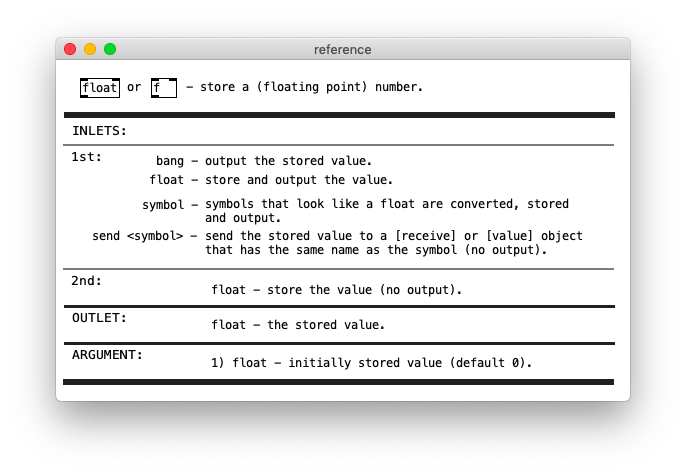 reference
float or f – store a (floating point) number.
INLETS:
1st: bang – output the stored value.
float – store and output the value.
symbol – symbols that look like a float are converted, stored
and output.
send <symbol> – send the stored value to a [receive] or [value] object
that has the same name as the symbol (no output).
2nd:
float – store the value (no output).
OUTLET:
float – the stored value.
ARGUMENT:
1) float – initially stored value (default 0).